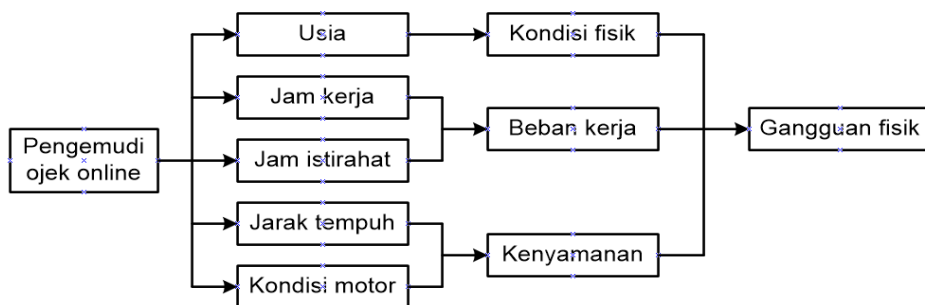 Usia
Kondisi fisik
Jam kerja
Beban kerja
Gangguan fisik
Pengemudi
ojek online
Jam istirahat
Jarak tempuh
Kenyamanan
Kondisi motor